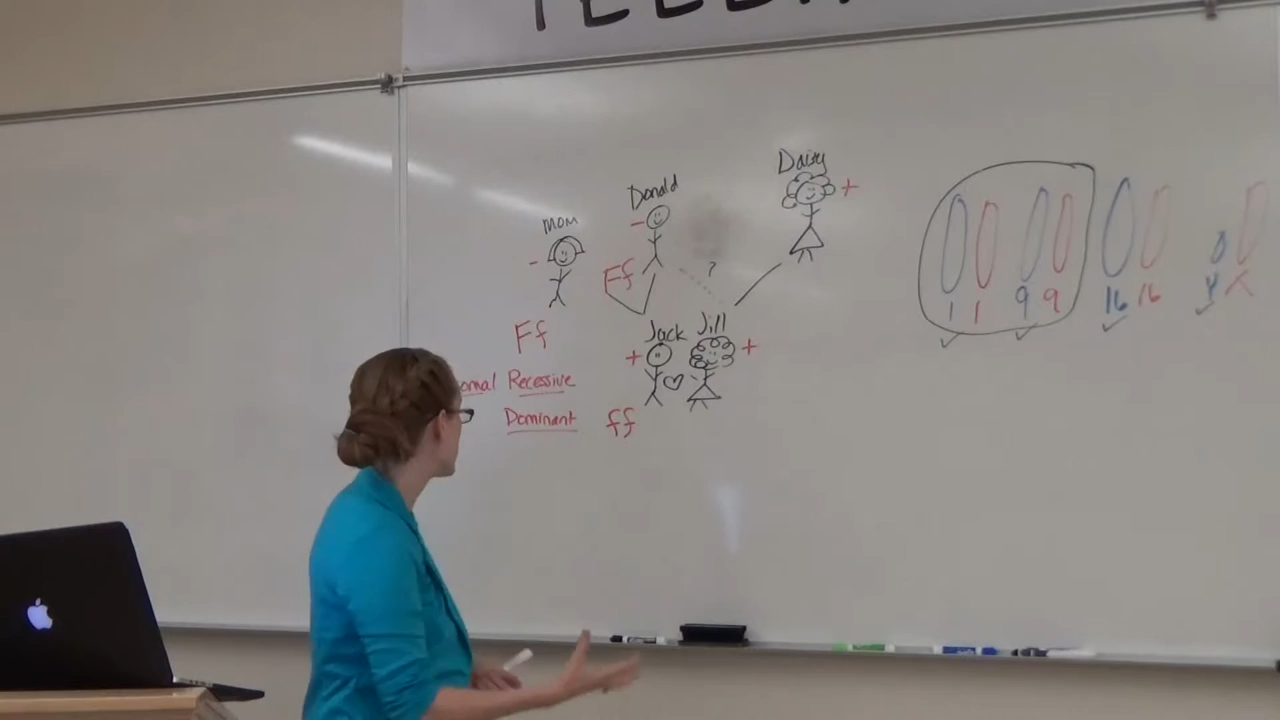 Daisy
+
Donald
-
Mom
-
Ff
?
Ff
Jack Jill
+ +
Recessive
Dominant ff
1 1 9 9 16 16 Y X